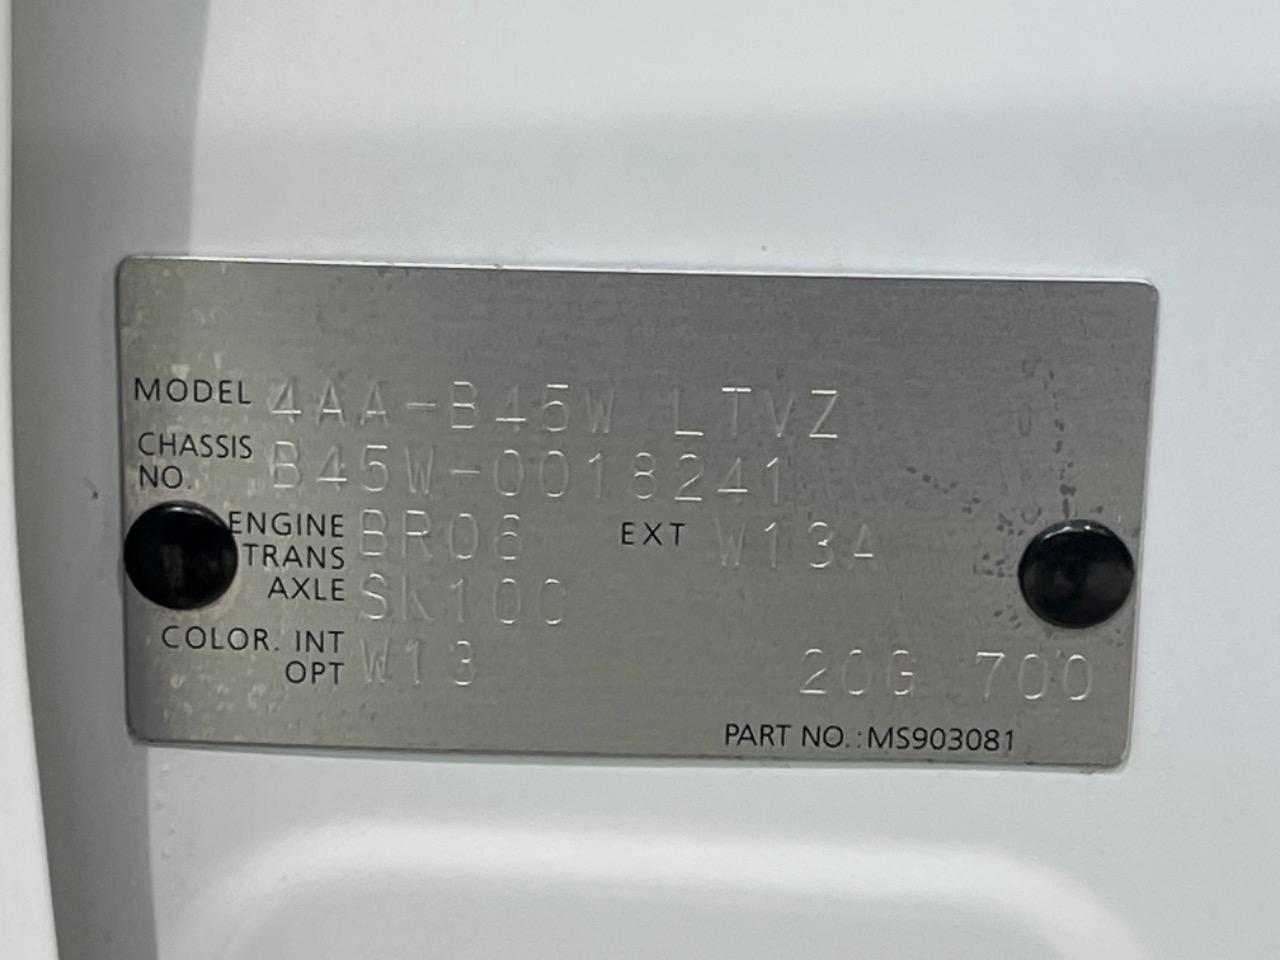 MODEL 4AA-B45W LTVZ
CHASSIS NO. B45W-0018241
ENGINE BR06 EXT W13A
TRANS
AXLE SK10C
COLOR. INT W13
OPT 20G 700
PART NO.:MS903081